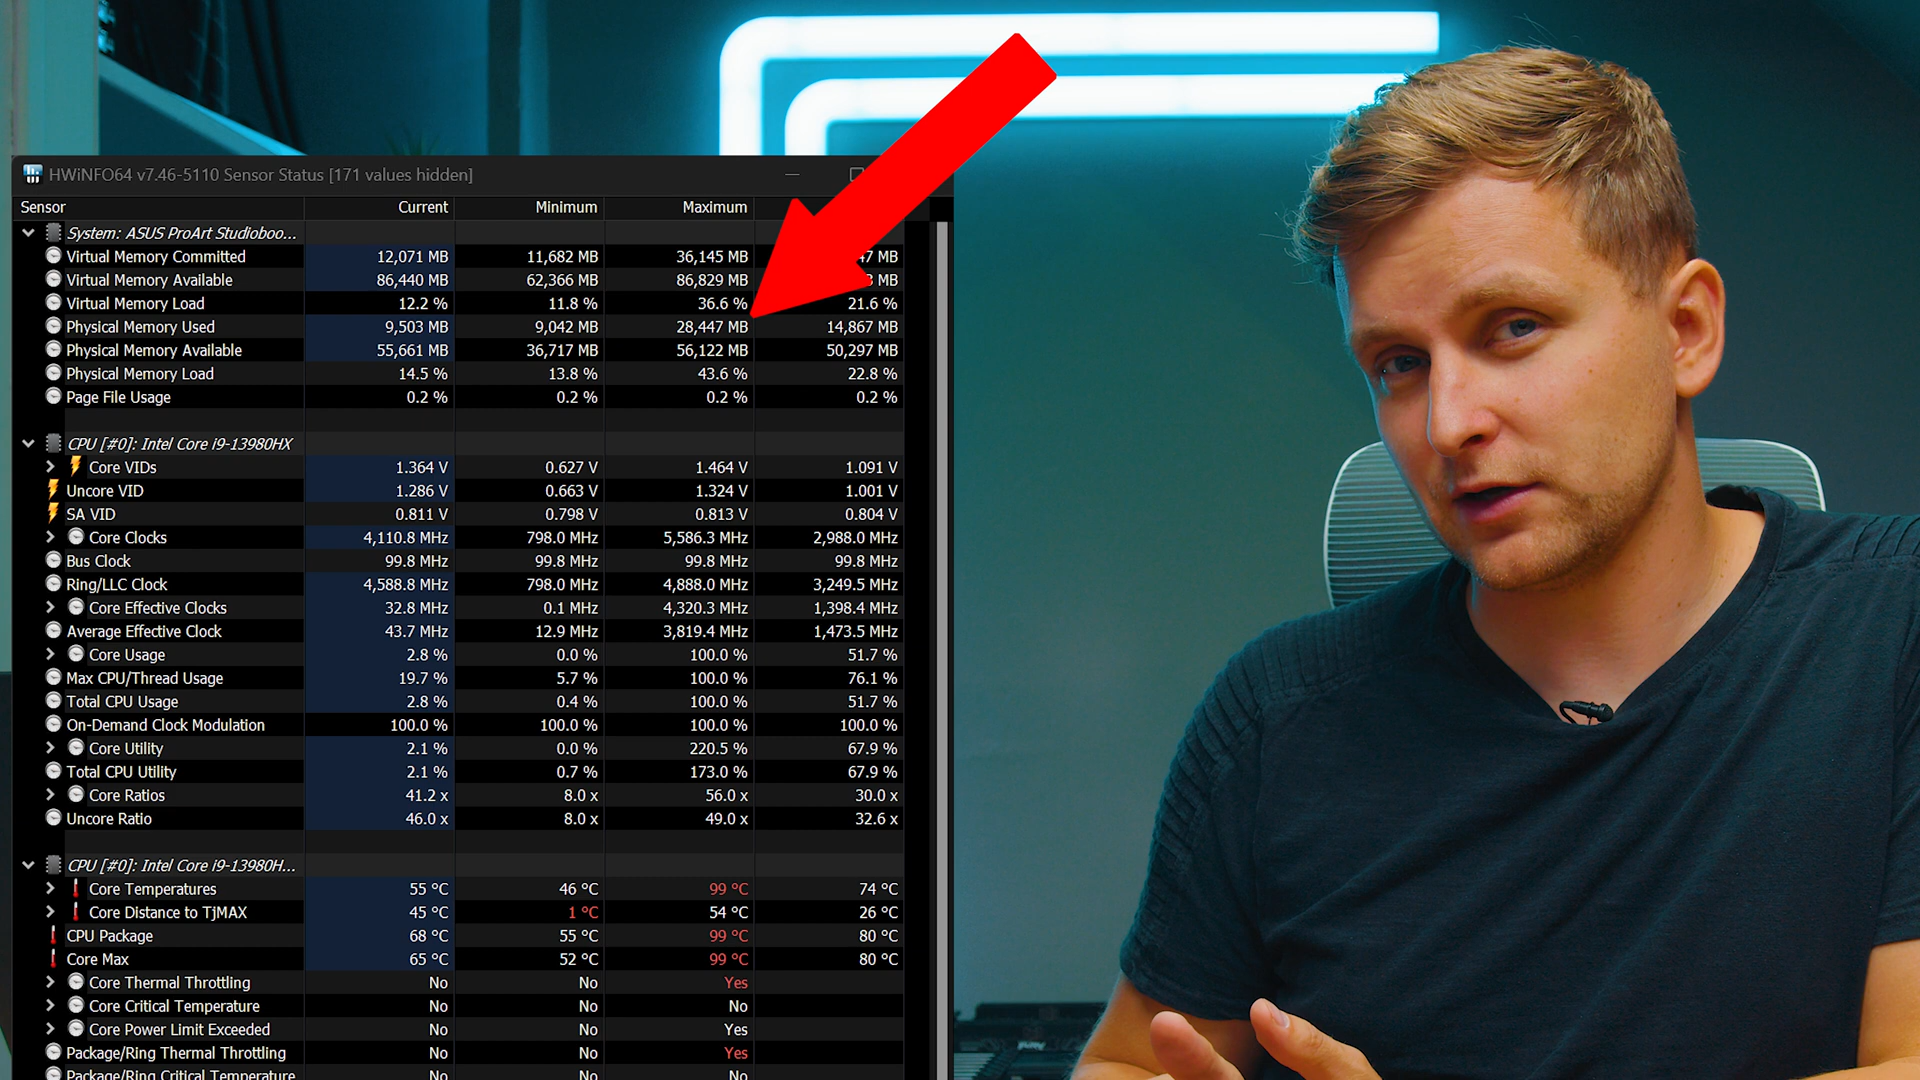 HWiNFO64 v7.46-5110 Sensor Status [171 values hidden]
Sensor Current Minimum Maximum
System: ASUS ProArt Studioboo...
Virtual Memory Committed 12,071 MB 11,682 MB 36,145 MB 47 MB
Virtual Memory Available 86,440 MB 62,366 MB 86,829 MB MB
Virtual Memory Load 12.2 % 11.8 % 36.6 % 21.6 %
Physical Memory Used 9,503 MB 9,042 MB 28,447 MB 14,867 MB
Physical Memory Available 55,661 MB 36,717 MB 56,122 MB 50,297 MB
Physical Memory Load 14.5 % 13.8 % 43.6 % 22.8 %
Page File Usage 0.2 % 0.2 % 0.2 % 0.2 %
CPU [#0]: Intel Core i9-13980HX
Core VIDs 1.364 V 0.627 V 1.464 V 1.091 V
Uncore VID 1.286 V 0.663 V 1.324 V 1.001 V
SA VID 0.811 V 0.798 V 0.813 V 0.804 V
Core Clocks 4,110.8 MHz 798.0 MHz 5,586.3 MHz 2,988.0 MHz
Bus Clock 99.8 MHz 99.8 MHz 99.8 MHz 99.8 MHz
Ring/LLC Clock 4,588.8 MHz 798.0 MHz 4,888.0 MHz 3,249.5 MHz
Core Effective Clocks 32.8 MHz 0.1 MHz 4,320.3 MHz 1,398.4 MHz
Average Effective Clock 43.7 MHz 12.9 MHz 3,819.4 MHz 1,473.5 MHz
Core Usage 2.8 % 0.0 % 100.0 % 51.7 %
Max CPU/Thread Usage 19.7 % 5.7 % 100.0 % 76.1 %
Total CPU Usage 2.8 % 0.4 % 100.0 % 51.7 %
On-Demand Clock Modulation 100.0 % 100.0 % 100.0 % 100.0 %
Core Utility 2.1 % 0.0 % 220.5 % 67.9 %
Total CPU Utility 2.1 % 0.7 % 173.0 % 67.9 %
Core Ratios 41.2 x 8.0 x 56.0 x 30.0 x
Uncore Ratio 46.0 x 8.0 x 49.0 x 32.6 x
CPU [#0]: Intel Core i9-13980H...
Core Temperatures 55 °C 46 °C 99 °C 74 °C
Core Distance to TjMAX 45 °C 1 °C 54 °C 26 °C
CPU Package 68 °C 55 °C 99 °C 80 °C
Core Max 65 °C 52 °C 99 °C 80 °C
Core Thermal Throttling No No Yes
Core Critical Temperature No No No
Core Power Limit Exceeded No No Yes
Package/Ring Thermal Throttling No No Yes
Package/Ring Critical Temperature No No No